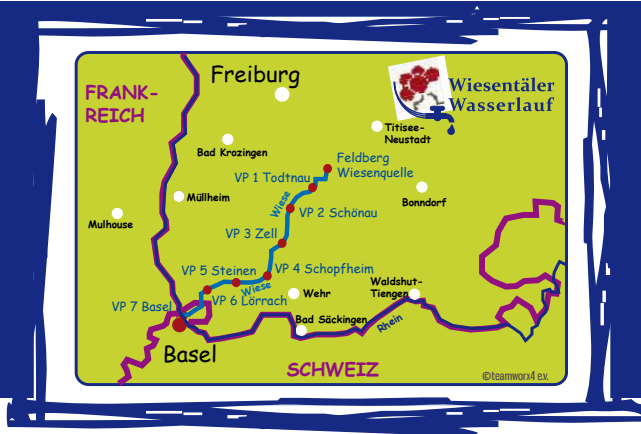 Freiburg
FRANK-
REICH
Wiesentäler
Wasserlauf
Titisee-
Neustadt
Bad Krozingen
Feldberg
Wiesenquelle
VP 1 Todtnau
Müllheim
Wiese
Bonndorf
VP 2 Schönau
Mulhouse
VP 3 Zell
VP 5 Steinen
VP 4 Schopfheim
Wiese
Waldshut-
Tiengen
Wehr
VP 6 Lörrach
VP 7 Basel
Bad Säckingen
Rhein
Basel
SCHWEIZ
©teamworx4 e.v.